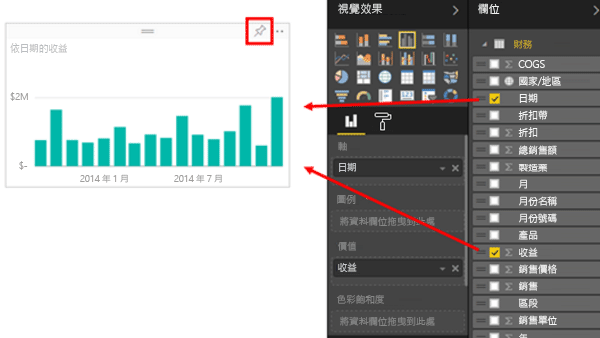 依日期的收益
$2M
$-
2014 年 1 月
2014 年 7 月
視覺效果
軸
日期
圖例
將資料欄位拖曳到此處
價值
收益
色彩飽和度
將資料欄位拖曳到此處
欄位
財務
COGS
國家/地區
日期
折扣帶
折扣
總銷售額
製造業
月
月份名稱
月份號碼
產品
收益
銷售價格
銷售
區段
銷售單位
年